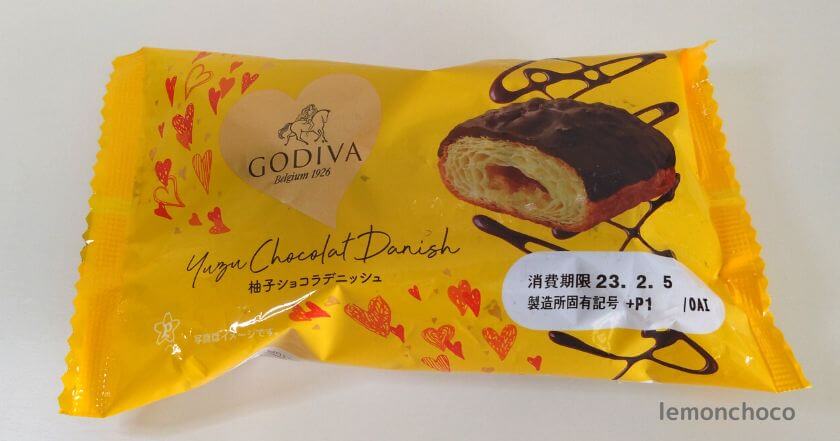 GODIVA
Belgium 1926
Yuzu Chocolat Danish
柚子ショコラデニッシュ
消費期限 23. 2. 5
製造所固有記号 +P1 /OAI
写真はイメージです。
lemonchoco